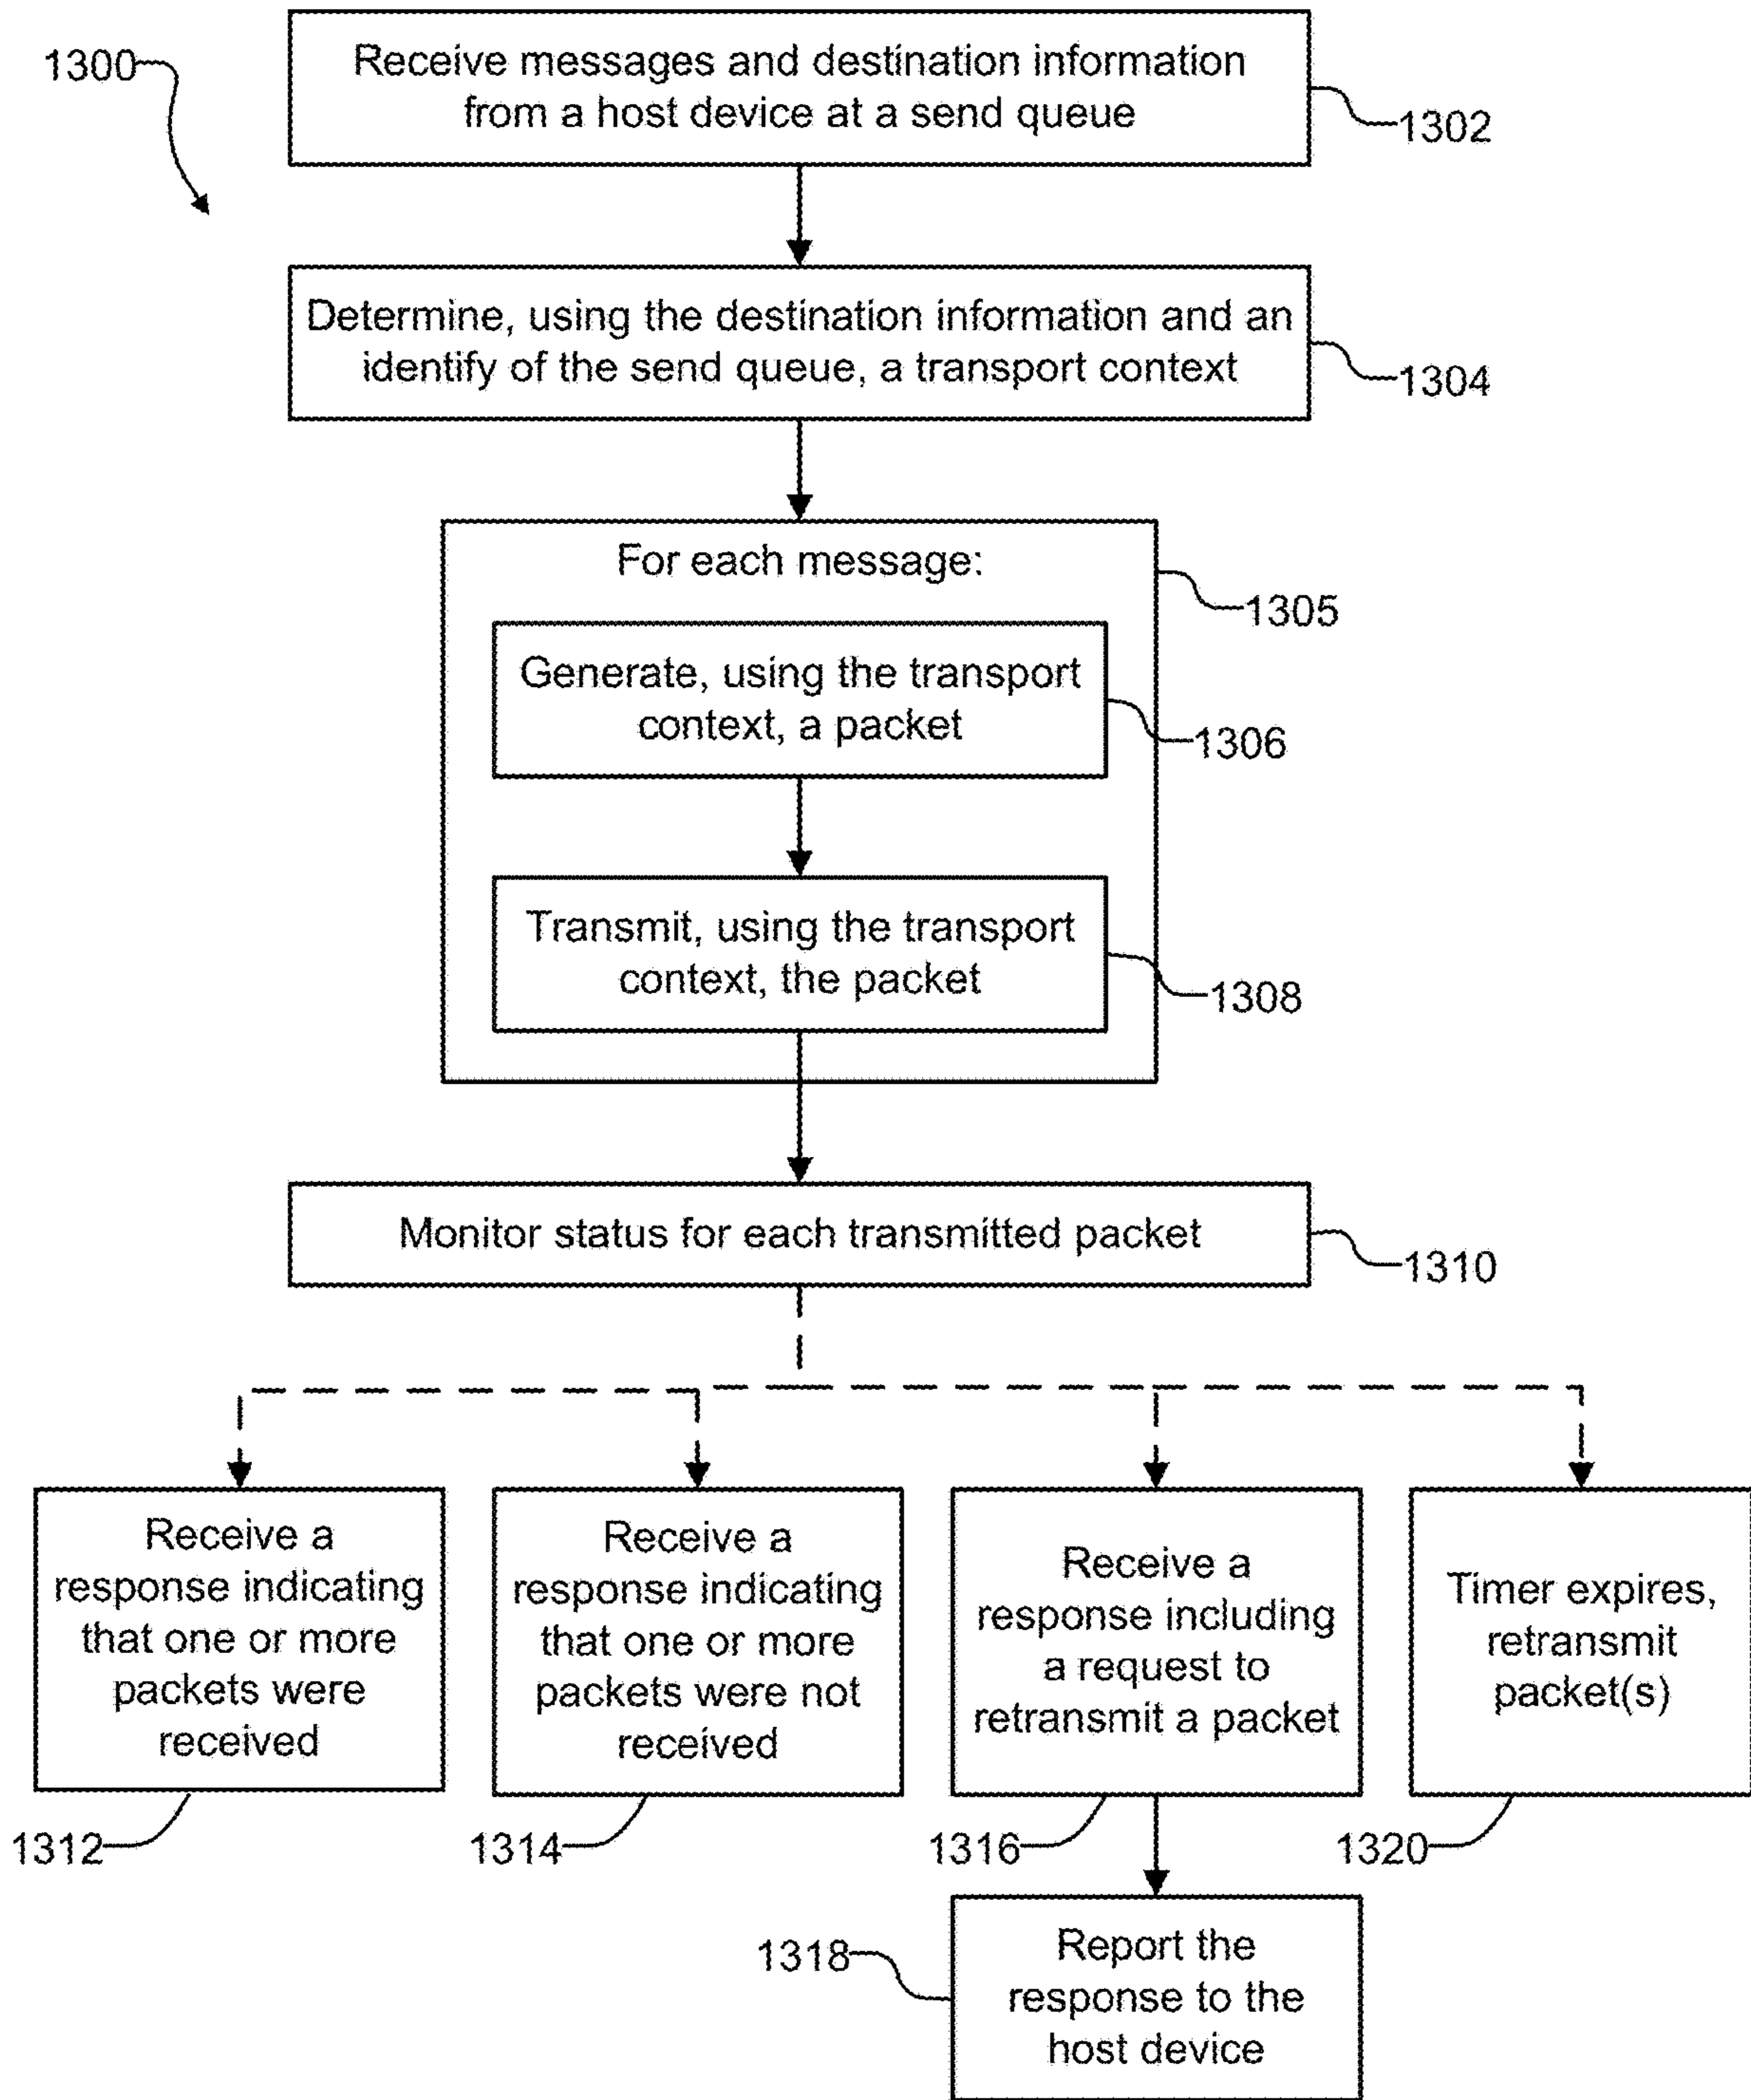 1300
Receive messages and destination information
from a host device at a send queue
1302
Determine, using the destination information and an
identify of the send queue, a transport context
1304
For each message:
1305
Generate, using the transport
context, a packet
1306
Transmit, using the transport
context, the packet
1308
Monitor status for each transmitted packet
1310
Receive a
response indicating
that one or more
packets were
received
1312
Receive a
response indicating
that one or more
packets were not
received
1314
Receive a
response including
a request to
retransmit a packet
1316
Timer expires,
retransmit
packet(s)
1320
1318
Report the
response to the
host device